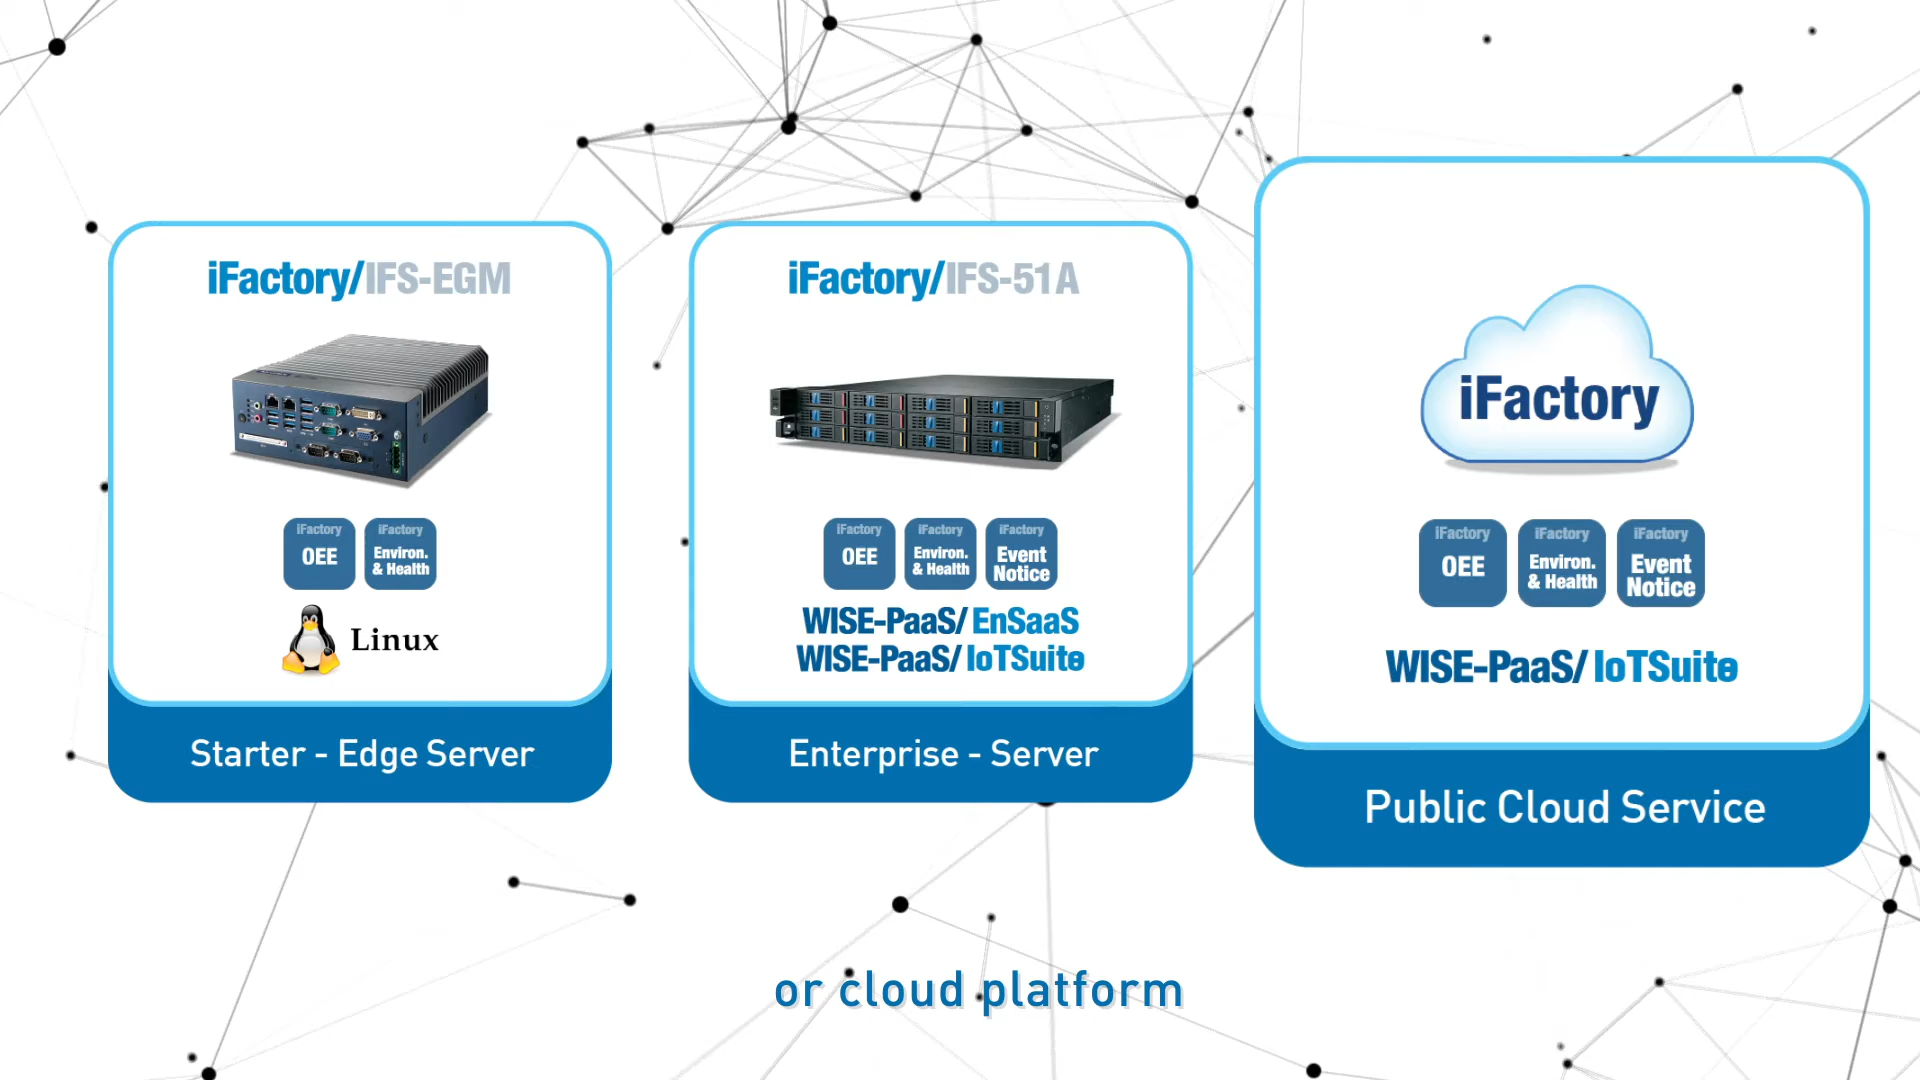 iFactory/IFS-EGM
iFactory
OEE
iFactory
Environ.
& Health
Linux
Starter - Edge Server
iFactory/IFS-51A
iFactory
OEE
iFactory
Environ.
& Health
iFactory
Event
Notice
WISE-PaaS/EnSaaS
WISE-PaaS/IoTSuite
Enterprise - Server
iFactory
iFactory
OEE
iFactory
Environ.
& Health
iFactory
Event
Notice
WISE-PaaS/IoTSuite
Public Cloud Service
or cloud platform